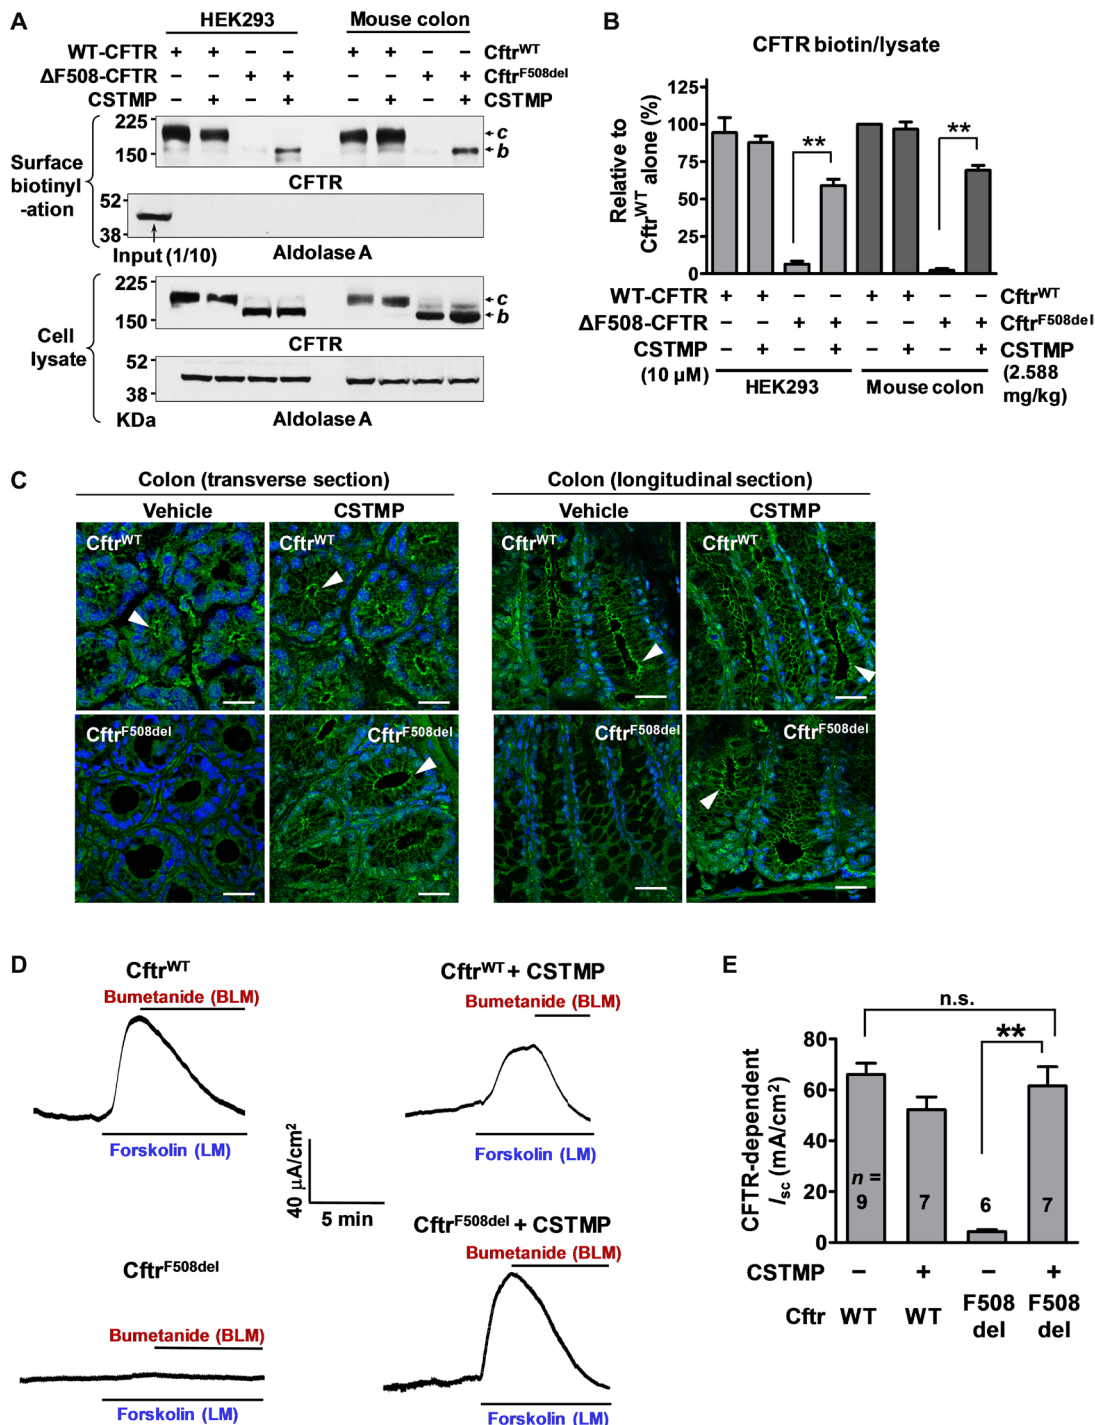 A
HEK293 Mouse colon
WT-CFTR + + – – + + – – Cftr^WT
ΔF508-CFTR – – + + – – + + Cftr^F508del
CSTMP – + – + – + – + CSTMP
Surface
biotinyl
-ation
225
150
c
b
CFTR
52
38
Input (1/10)
Aldolase A
Cell
lysate
225
150
c
b
CFTR
52
38
KDa
Aldolase A
B
CFTR biotin/lysate
Relative to
Cftr^WT alone (%)
100
75
50
25
0
**
**
WT-CFTR + + – – + + – – Cftr^WT
ΔF508-CFTR – – + + – – + + Cftr^F508del
CSTMP – + – + – + – + CSTMP
(10 μM) HEK293 Mouse colon (2.588
mg/kg)
C
Colon (transverse section) Colon (longitudinal section)
Vehicle CSTMP Vehicle CSTMP
Cftr^WT Cftr^WT Cftr^WT Cftr^WT
Cftr^F508del Cftr^F508del Cftr^F508del Cftr^F508del
D
Cftr^WT
Bumetanide (BLM)
Forskolin (LM)
Cftr^WT + CSTMP
Bumetanide (BLM)
Forskolin (LM)
40 μA/cm²
5 min
Cftr^F508del
Bumetanide (BLM)
Forskolin (LM)
Cftr^F508del + CSTMP
Bumetanide (BLM)
Forskolin (LM)
E
n.s.
**
CFTR-dependent
I_sc (mA/cm²)
80
60
40
20
0
n =
9 7 6 7
CSTMP – + – +
Cftr WT WT F508 F508
del del